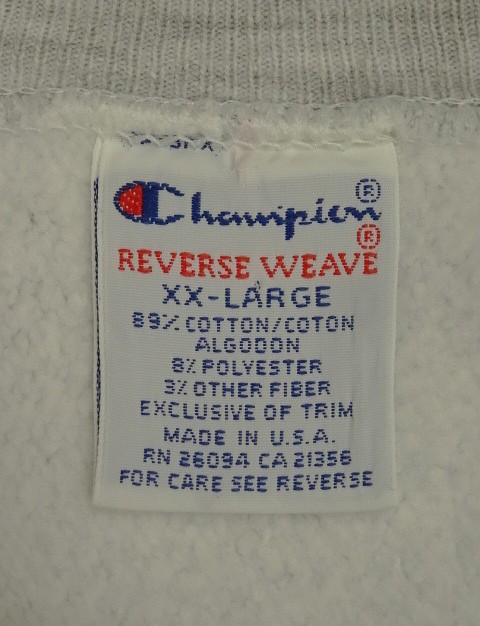 Champion®
REVERSE WEAVE®
XX-LARGE
89% COTTON/COTON
ALGODON
8% POLYESTER
3% OTHER FIBER
EXCLUSIVE OF TRIM
MADE IN U.S.A.
RN 26094 CA 21356
FOR CARE SEE REVERSE